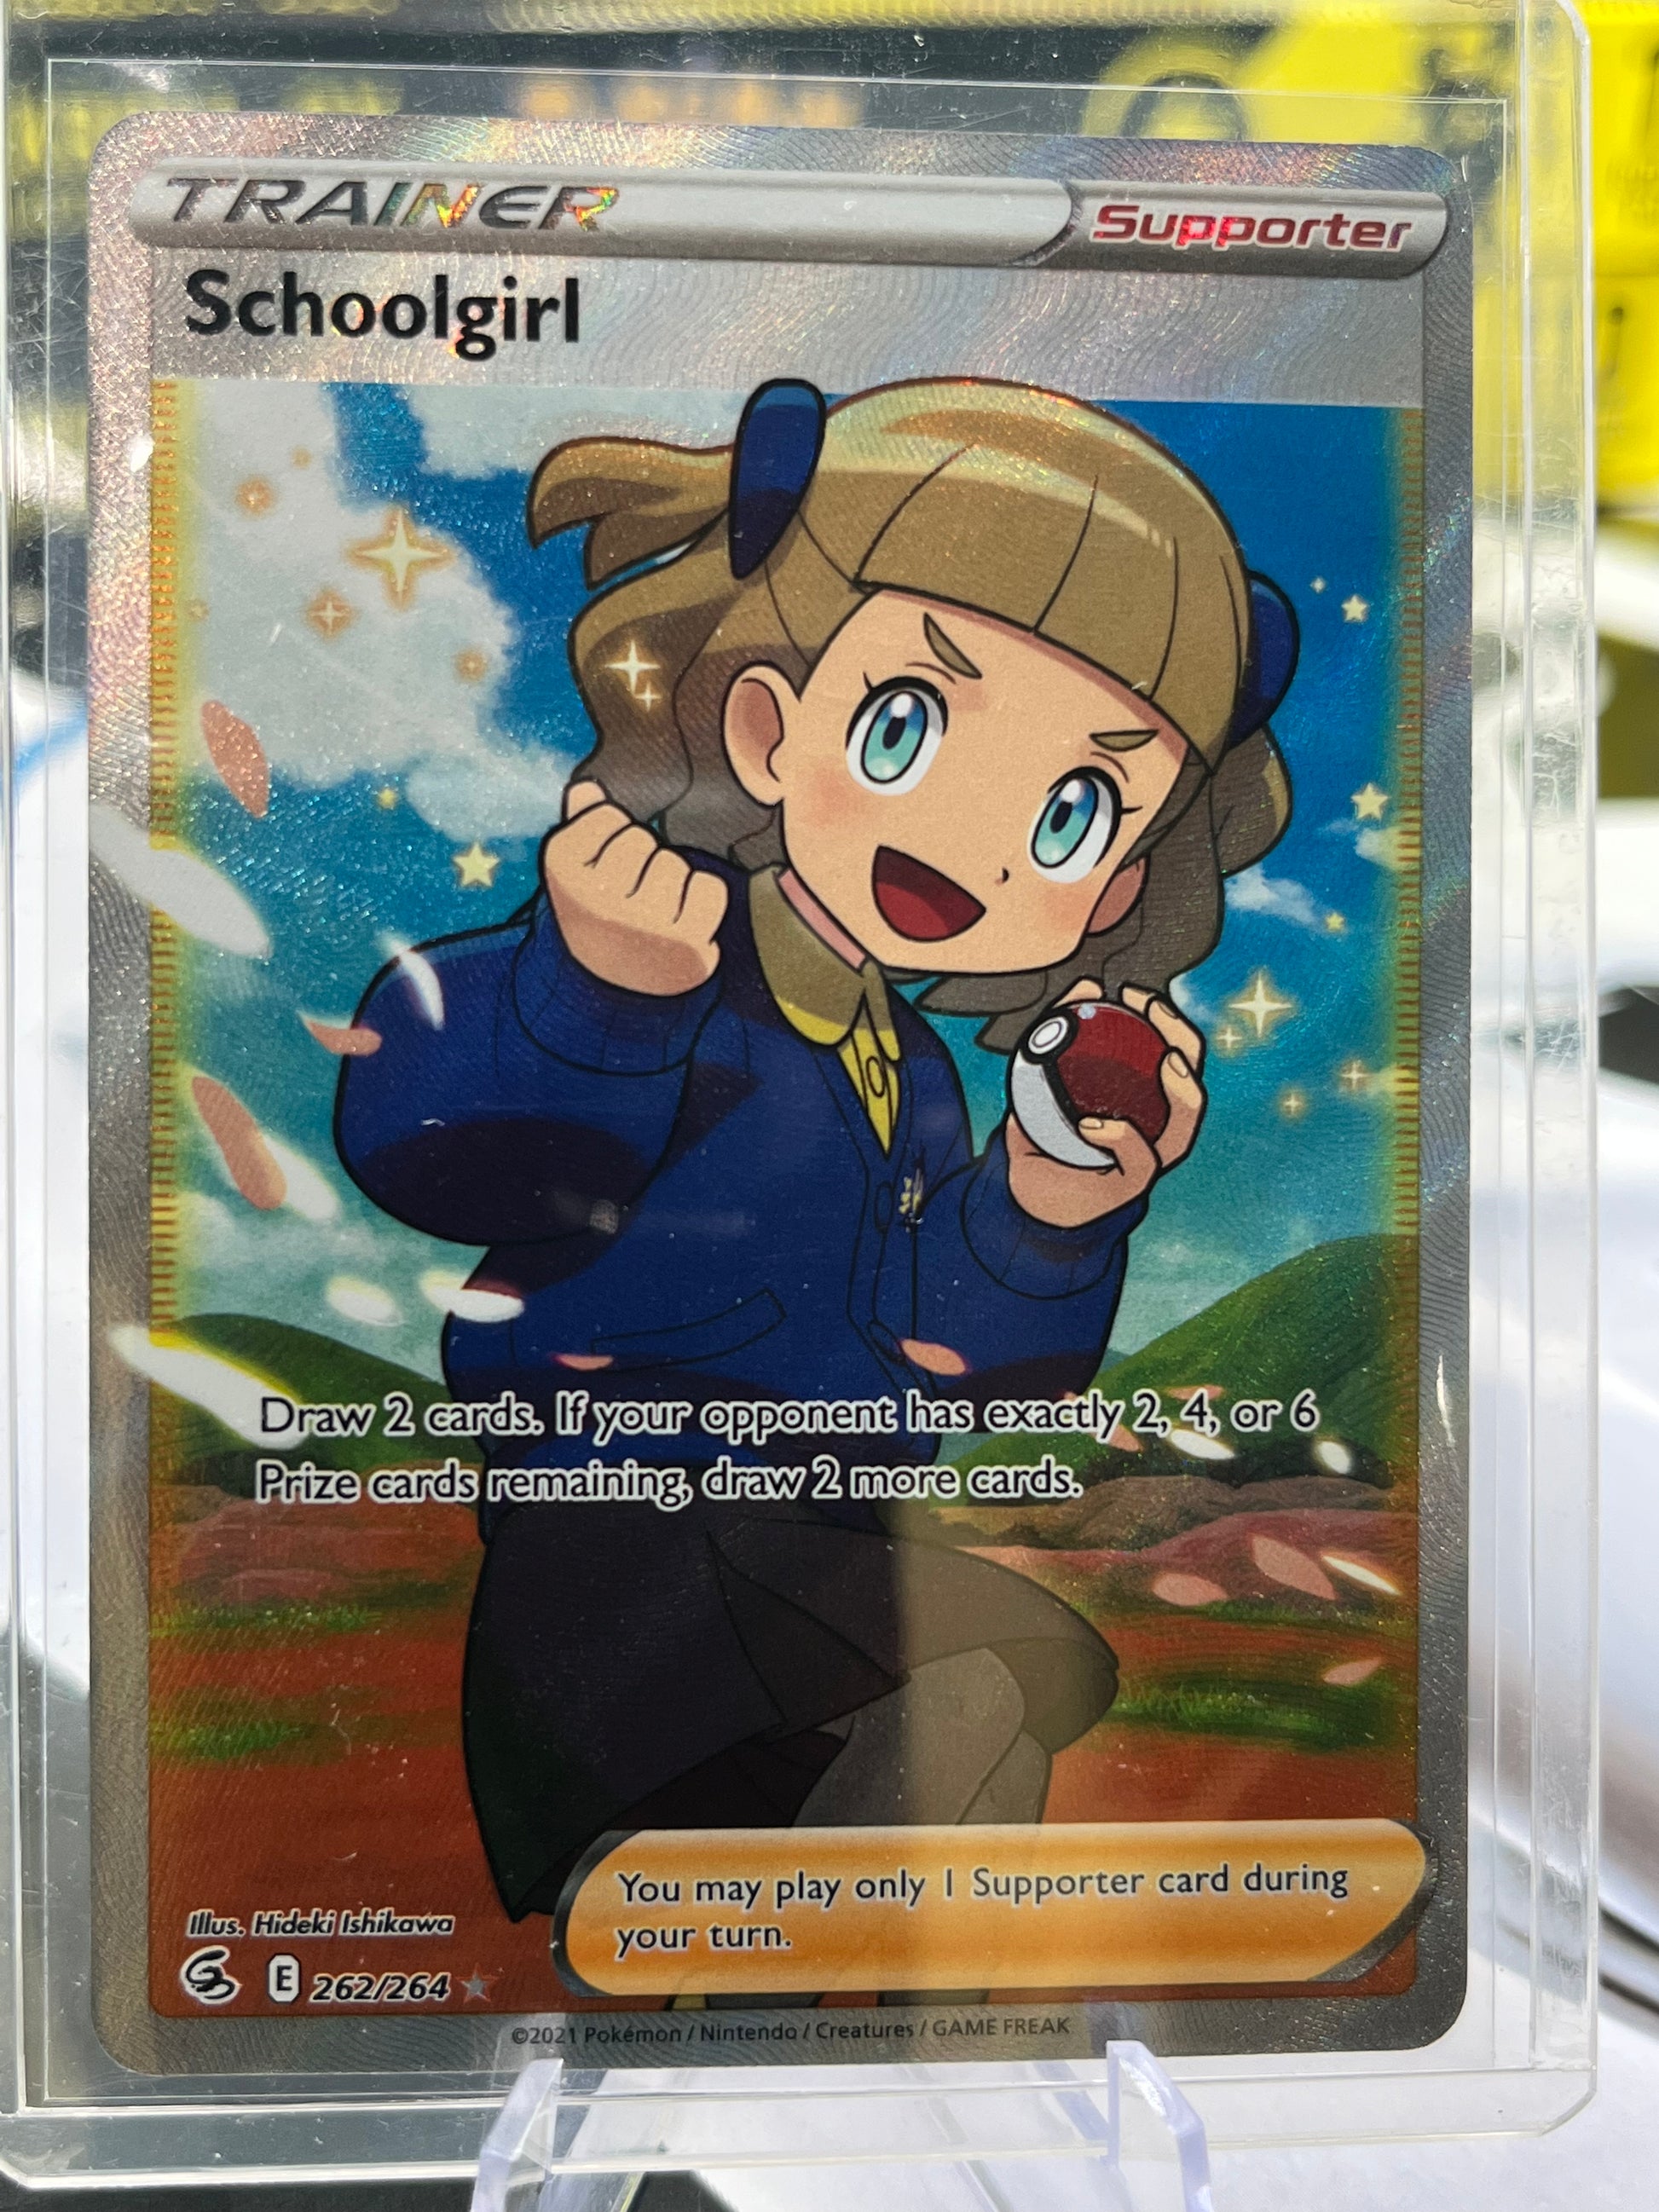 TRAINER
Supporter
Schoolgirl
Draw 2 cards. If your opponent has exactly 2, 4, or 6
Prize cards remaining, draw 2 more cards.
You may play only 1 Supporter card during
your turn.
Illus. Hideki Ishikawa
E 262/264
©2021 Pokémon / Nintendo / Creatures / GAME FREAK